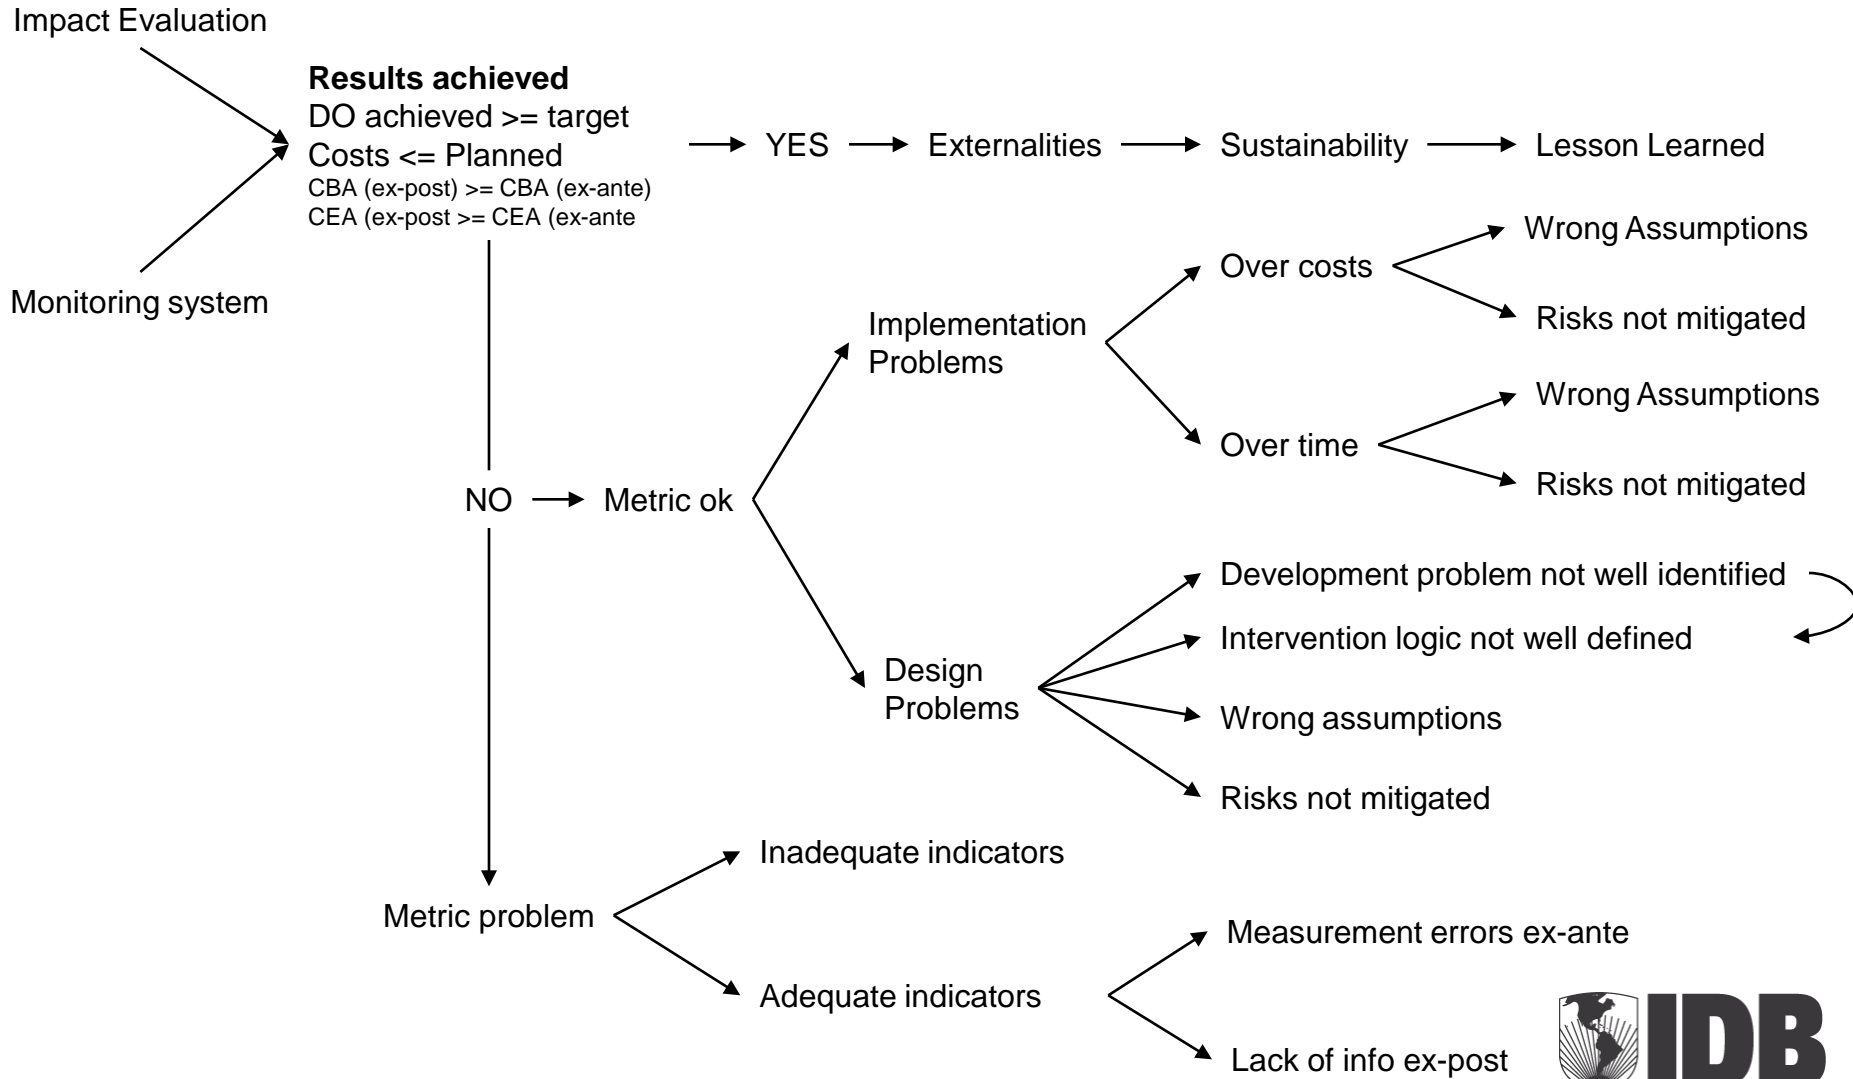 Impact Evaluation
Results achieved
DO achieved >= target
Costs <= Planned
CBA (ex-post) >= CBA (ex-ante)
CEA (ex-post >= CEA (ex-ante
YES
Externalities
Sustainability
Lesson Learned
Monitoring system
Wrong Assumptions
Over costs
Risks not mitigated
Implementation
Problems
Wrong Assumptions
Over time
Risks not mitigated
NO
Metric ok
Development problem not well identified
Intervention logic not well defined
Design
Problems
Wrong assumptions
Risks not mitigated
Inadequate indicators
Metric problem
Measurement errors ex-ante
Adequate indicators
Lack of info ex-post
IDB